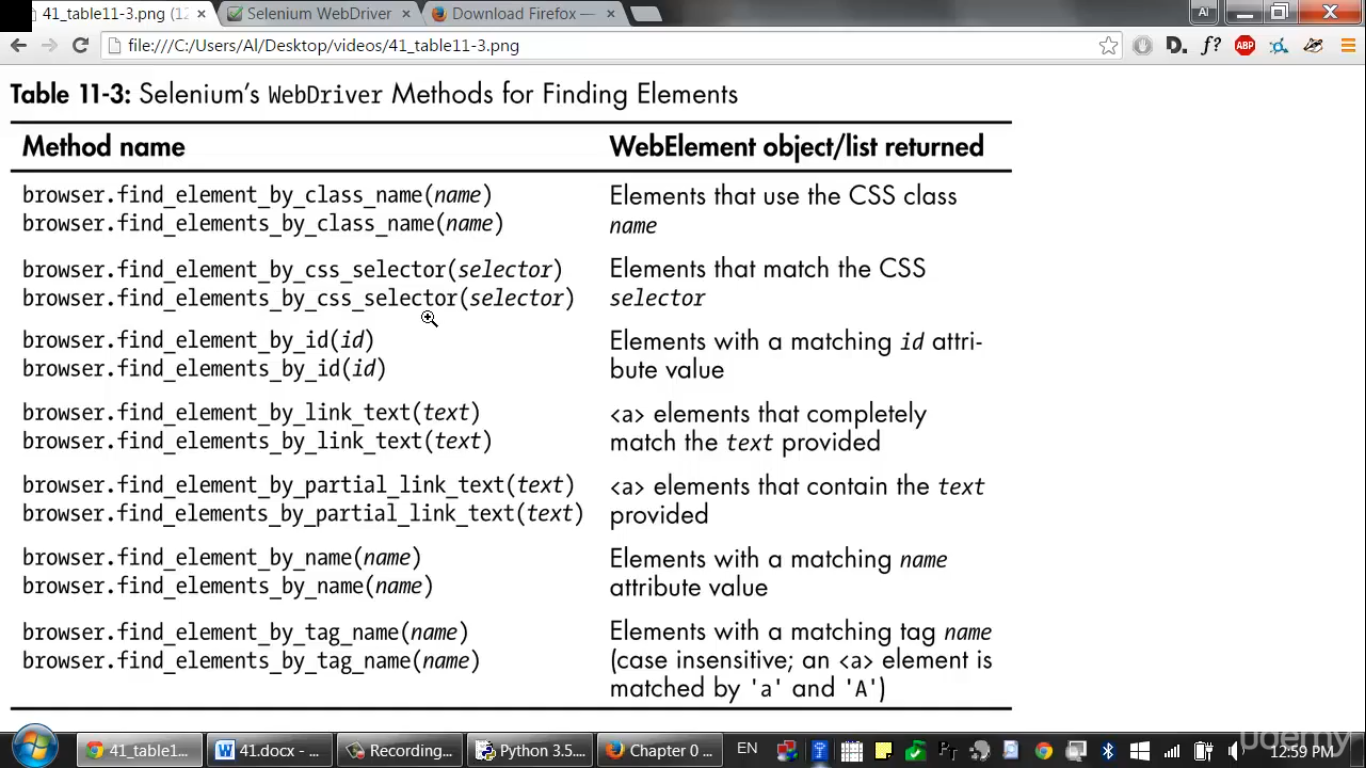 41_table11-3.png (12
Selenium WebDriver
Download Firefox —
Al
file:///C:/Users/Al/Desktop/videos/41_table11-3.png
D.
f?
ABP
Table 11-3: Selenium's WebDriver Methods for Finding Elements
Method name
WebElement object/list returned
browser.find_element_by_class_name(name)
browser.find_elements_by_class_name(name)
Elements that use the CSS class
name
browser.find_element_by_css_selector(selector)
browser.find_elements_by_css_selector(selector)
Elements that match the CSS
selector
browser.find_element_by_id(id)
browser.find_elements_by_id(id)
Elements with a matching id attri-
bute value
browser.find_element_by_link_text(text)
browser.find_elements_by_link_text(text)
<a> elements that completely
match the text provided
browser.find_element_by_partial_link_text(text)
browser.find_elements_by_partial_link_text(text)
<a> elements that contain the text
provided
browser.find_element_by_name(name)
browser.find_elements_by_name(name)
Elements with a matching name
attribute value
browser.find_element_by_tag_name(name)
browser.find_elements_by_tag_name(name)
Elements with a matching tag name
(case insensitive; an <a> element is
matched by 'a' and 'A')
41_table1...
41.docx - ...
Recording...
Python 3.5....
Chapter 0 ...
EN
12:59 PM
udemy